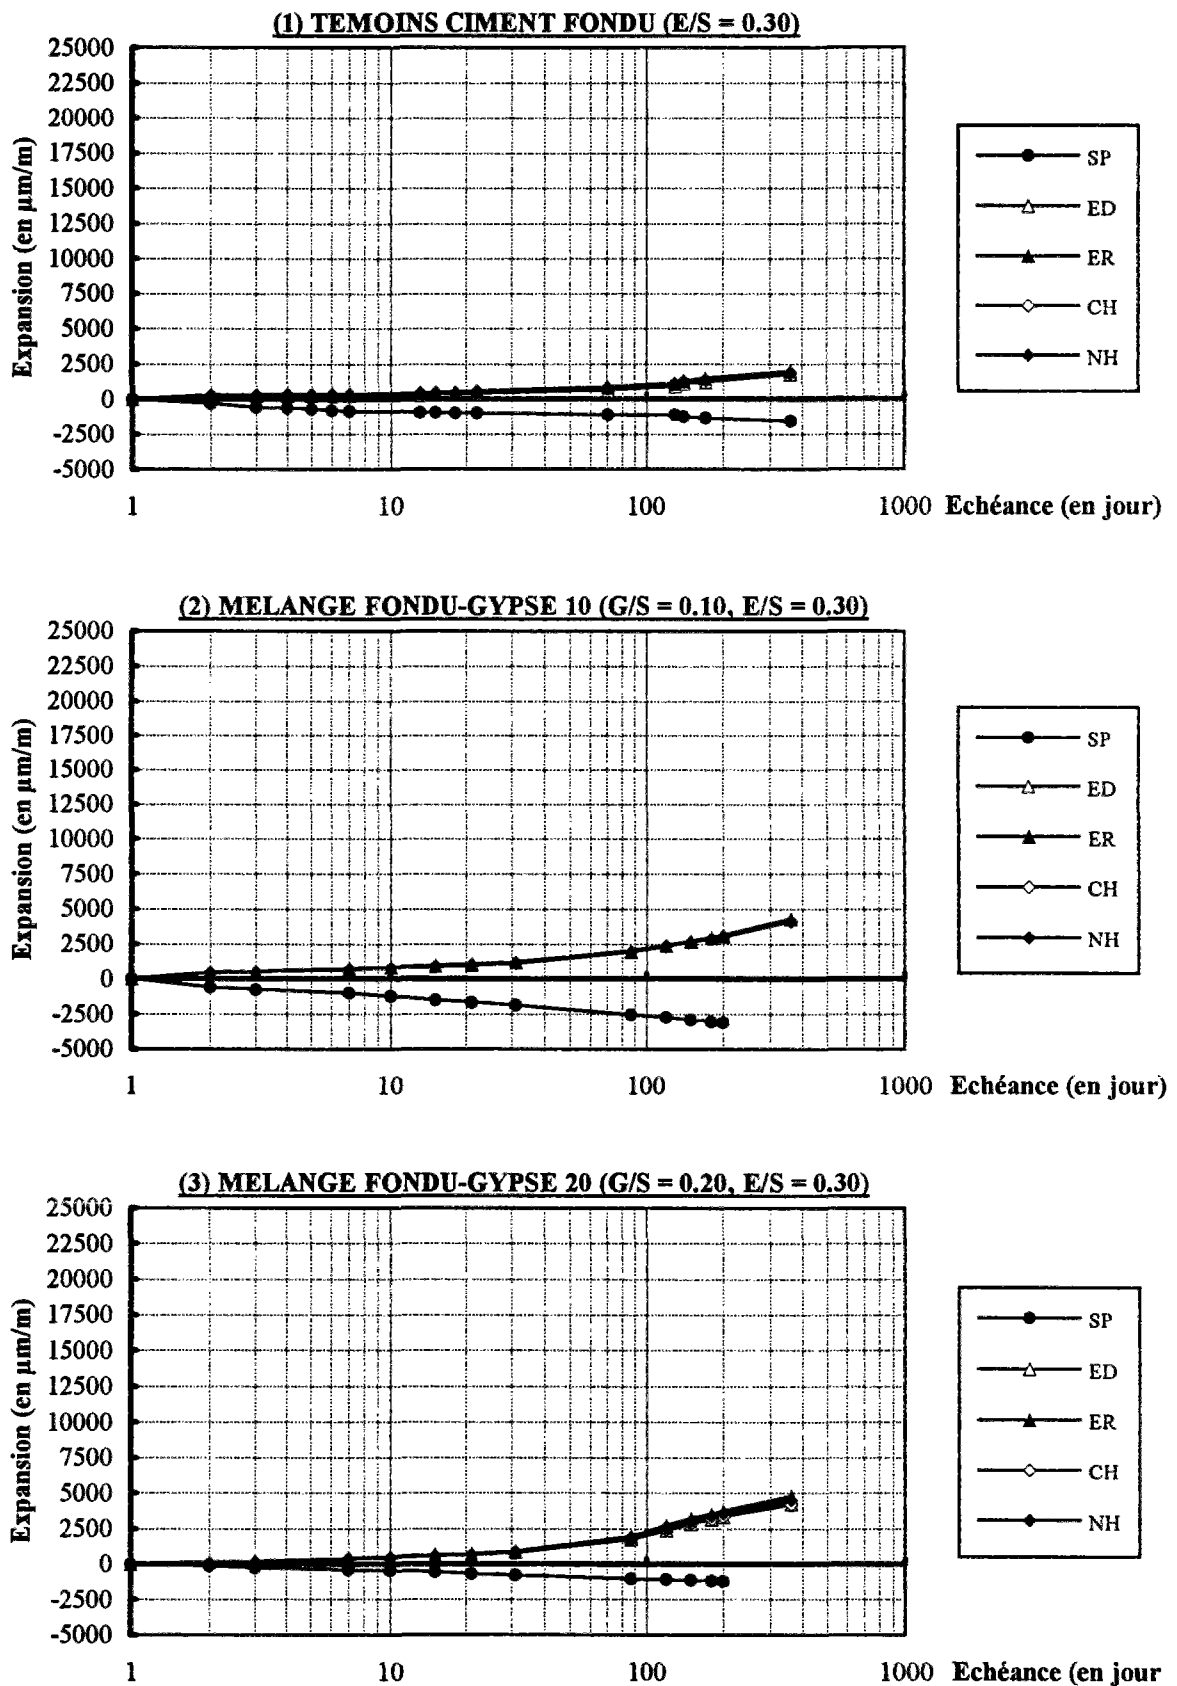 (1) TEMOINS CIMENT FONDU (E/S = 0.30)
25000
22500
20000
17500
15000
12500
10000
7500
5000
2500
0
-2500
-5000
Expansion (en µm/m)
1
10
100
1000
Echéance (en jour)
SP
ED
ER
CH
NH
(2) MELANGE FONDU-GYPSE 10 (G/S = 0.10, E/S = 0.30)
25000
22500
20000
17500
15000
12500
10000
7500
5000
2500
0
-2500
-5000
Expansion (en µm/m)
1
10
100
1000
Echéance (en jour)
SP
ED
ER
CH
NH
(3) MELANGE FONDU-GYPSE 20 (G/S = 0.20, E/S = 0.30)
25000
22500
20000
17500
15000
12500
10000
7500
5000
2500
0
-2500
-5000
Expansion (en µm/m)
1
10
100
1000
Echéance (en jour
SP
ED
ER
CH
NH